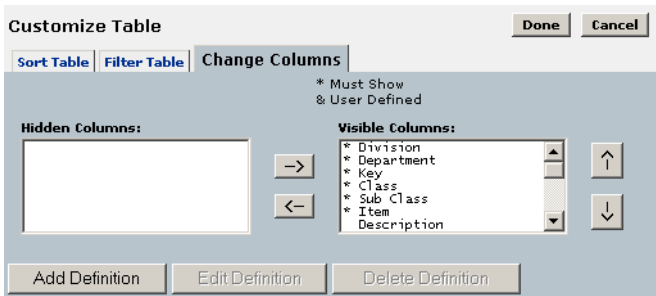 Customize Table
Done
Cancel
Sort Table
Filter Table
Change Columns
* Must Show
& User Defined
Hidden Columns:
Visible Columns:
* Division
* Department
* Key
* Class
* Sub Class
* Item
Description
-->
<--
Add Definition
Edit Definition
Delete Definition